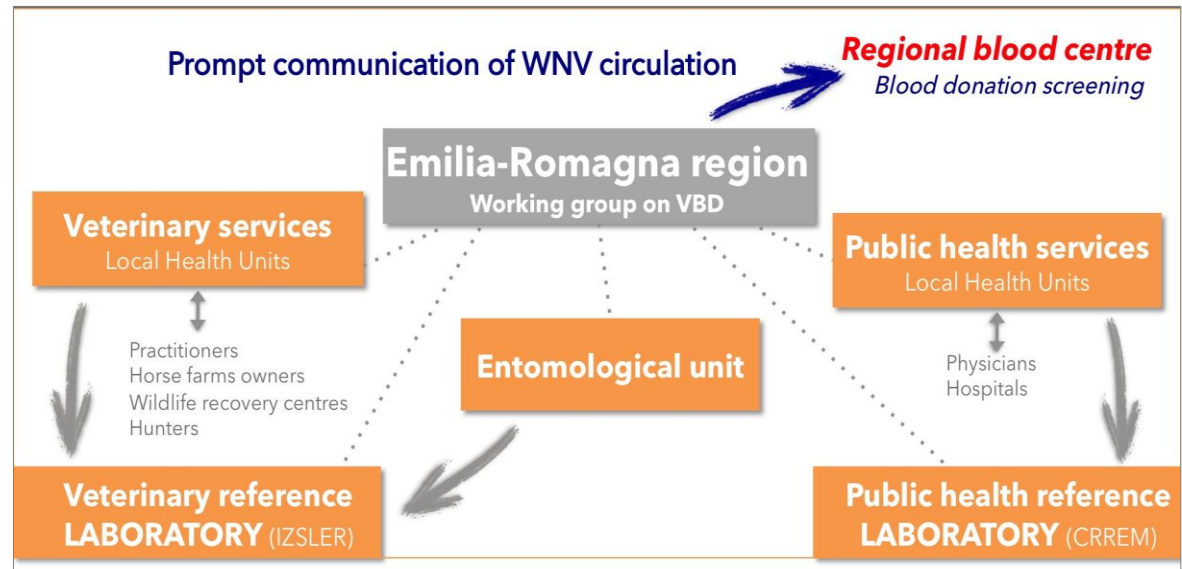 Prompt communication of WNV circulation
Regional blood centre
Blood donation screening
Emilia-Romagna region
Working group on VBD
Veterinary services
Local Health Units
Public health services
Local Health Units
Practitioners
Horse farms owners
Wildlife recovery centres
Hunters
Entomological unit
Physicians
Hospitals
Veterinary reference
LABORATORY (IZSLER)
Public health reference
LABORATORY (CRREM)